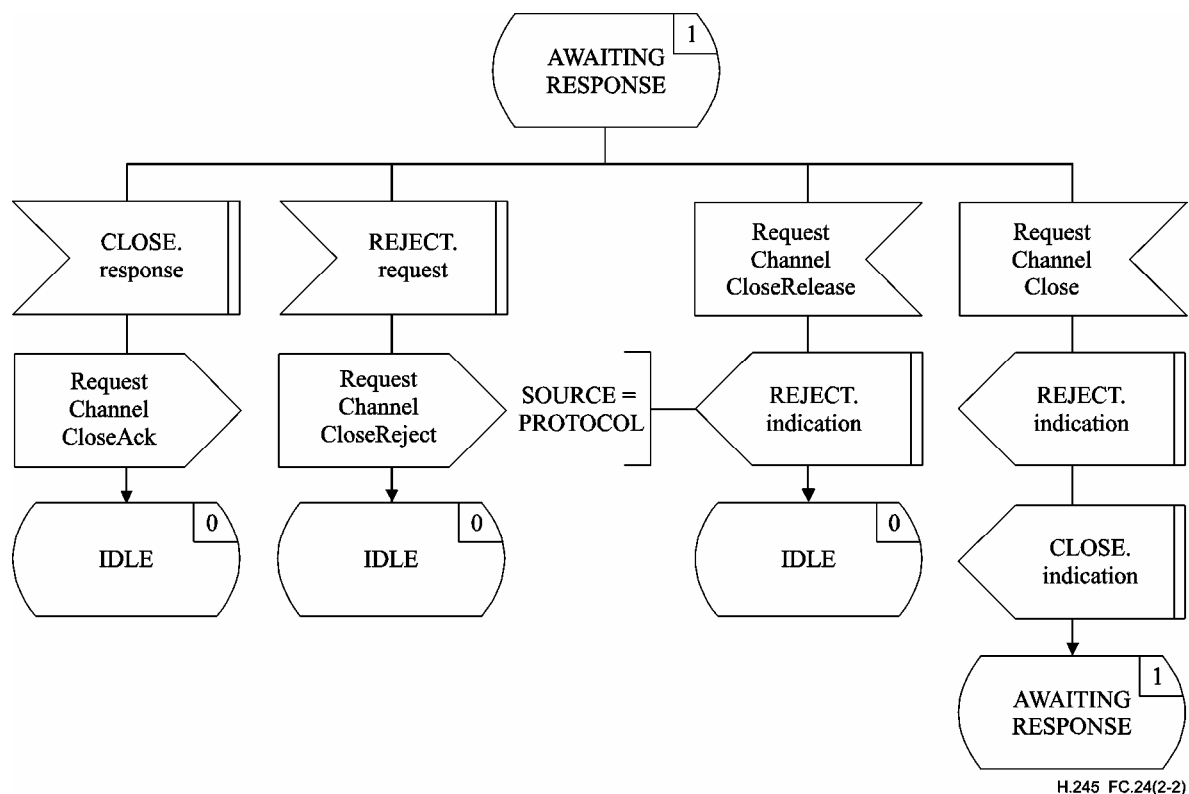 1
AWAITING
RESPONSE
CLOSE.
response
REJECT.
request
Request
Channel
CloseRelease
Request
Channel
Close
Request
Channel
CloseAck
Request
Channel
CloseReject
SOURCE =
PROTOCOL
REJECT.
indication
REJECT.
indication
0
IDLE
0
IDLE
0
IDLE
CLOSE.
indication
1
AWAITING
RESPONSE
H.245_FC.24(2-2)